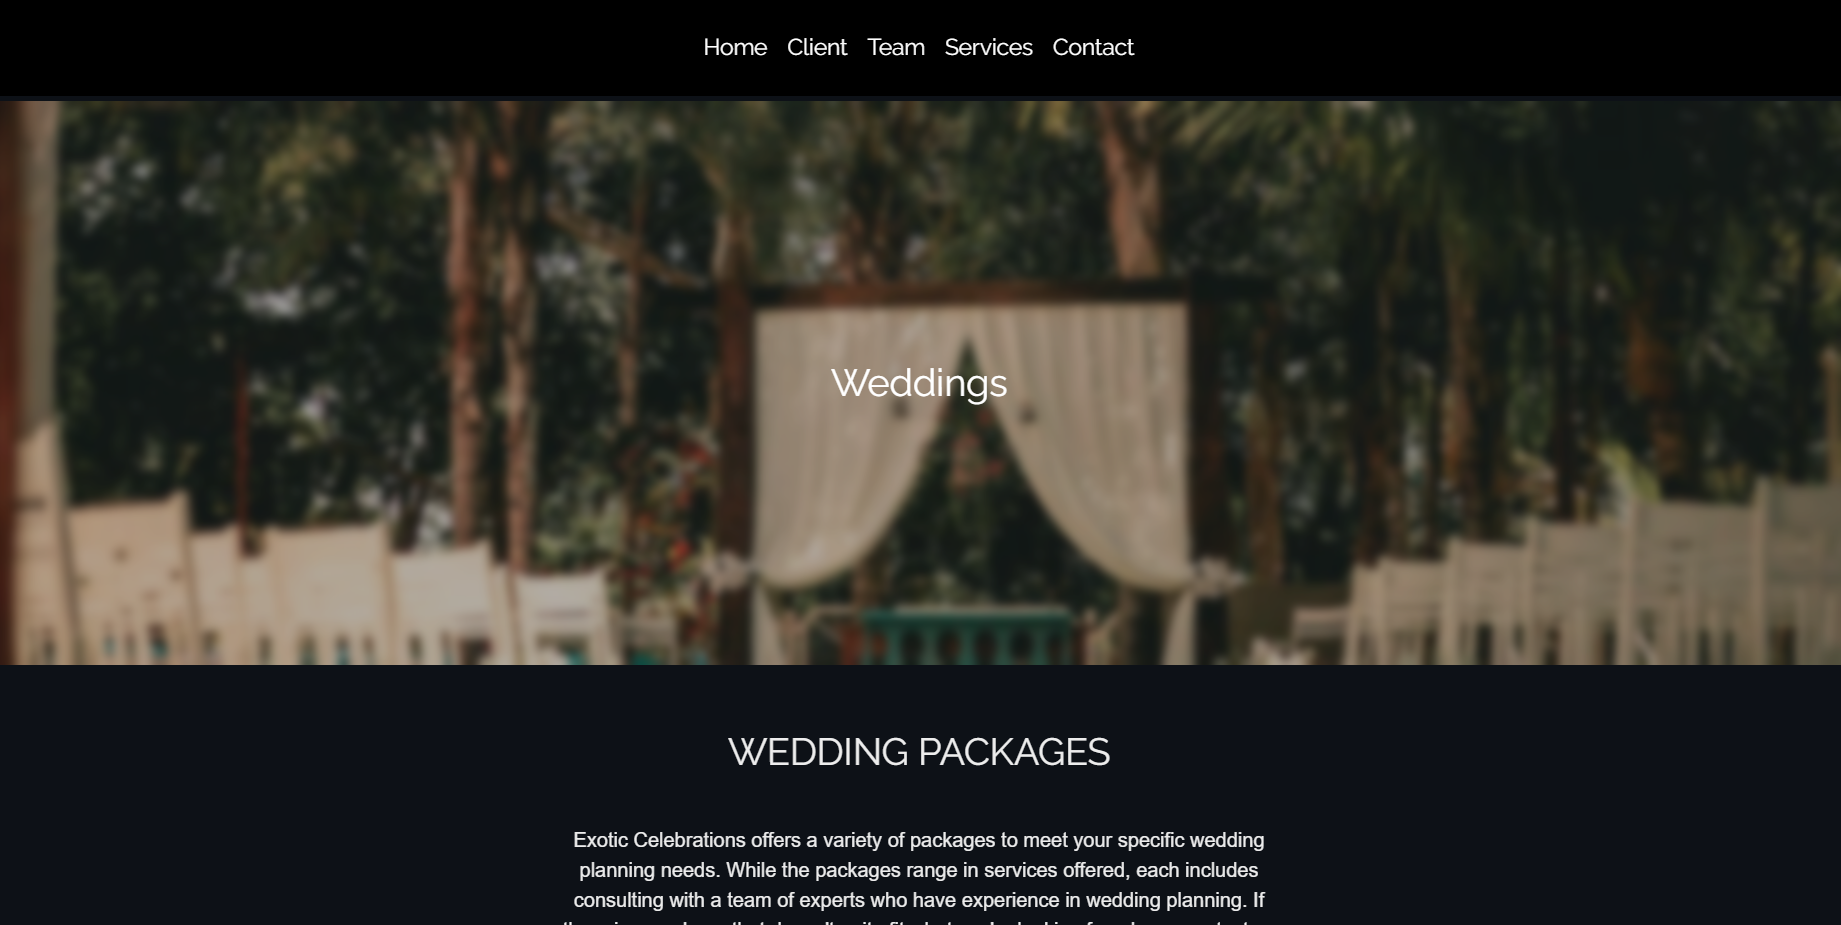 Home Client Team Services Contact
Weddings
WEDDING PACKAGES
Exotic Celebrations offers a variety of packages to meet your specific wedding
planning needs. While the packages range in services offered, each includes
consulting with a team of experts who have experience in wedding planning. If